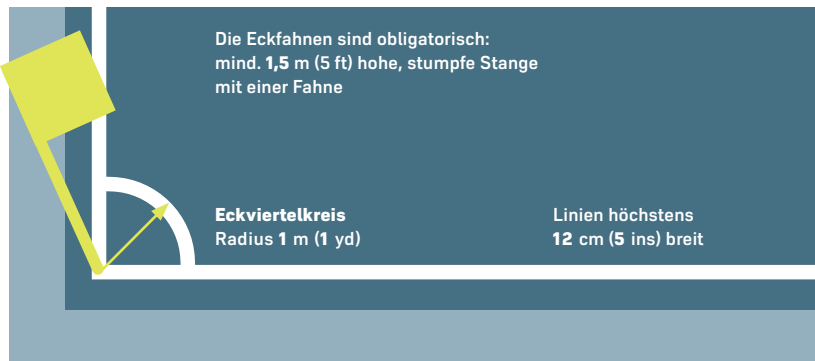 Die Eckfahnen sind obligatorisch:
mind. 1,5 m (5 ft) hohe, stumpfe Stange
mit einer Fahne
Eckviertelkreis
Radius 1 m (1 yd)
Linien höchstens
12 cm (5 ins) breit